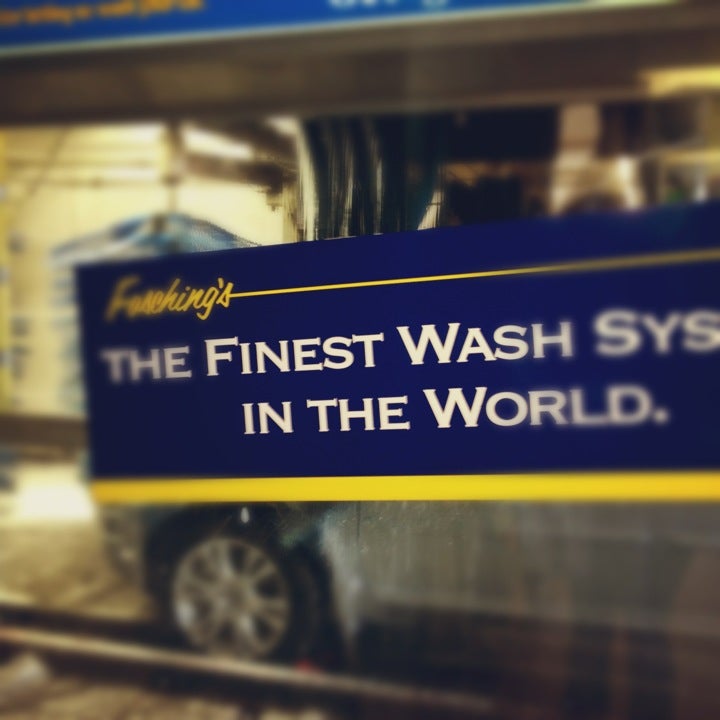 Fasching's
THE FINEST WASH SYS
IN THE WORLD.